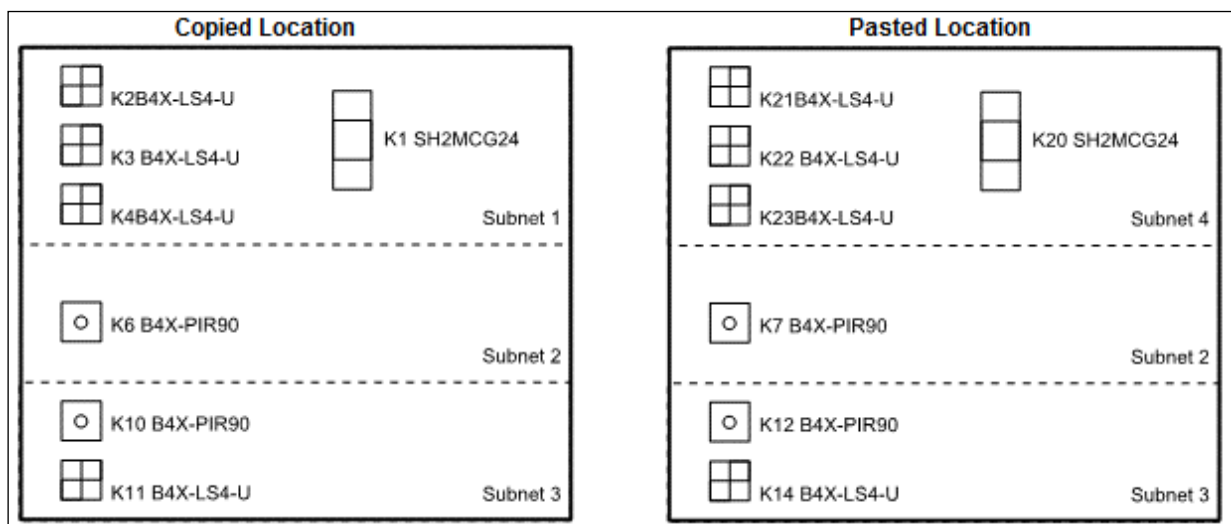 Copied Location
K2B4X-LS4-U
K3 B4X-LS4-U
K4B4X-LS4-U
K1 SH2MCG24
Subnet 1
K6 B4X-PIR90
Subnet 2
K10 B4X-PIR90
K11 B4X-LS4-U
Subnet 3
Pasted Location
K21B4X-LS4-U
K22 B4X-LS4-U
K23B4X-LS4-U
K20 SH2MCG24
Subnet 4
K7 B4X-PIR90
Subnet 2
K12 B4X-PIR90
K14 B4X-LS4-U
Subnet 3